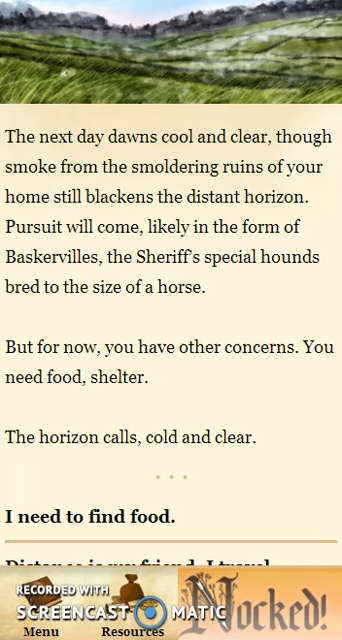 The next day dawns cool and clear, though
smoke from the smoldering ruins of your
home still blackens the distant horizon.
Pursuit will come, likely in the form of
Baskervilles, the Sheriff's special hounds
bred to the size of a horse.
But for now, you have other concerns. You
need food, shelter.
The horizon calls, cold and clear.
• • •
I need to find food.
Distance is my friend. I travel
RECORDED WITH
SCREENCAST MATIC
Nocked!
Menu
Resources